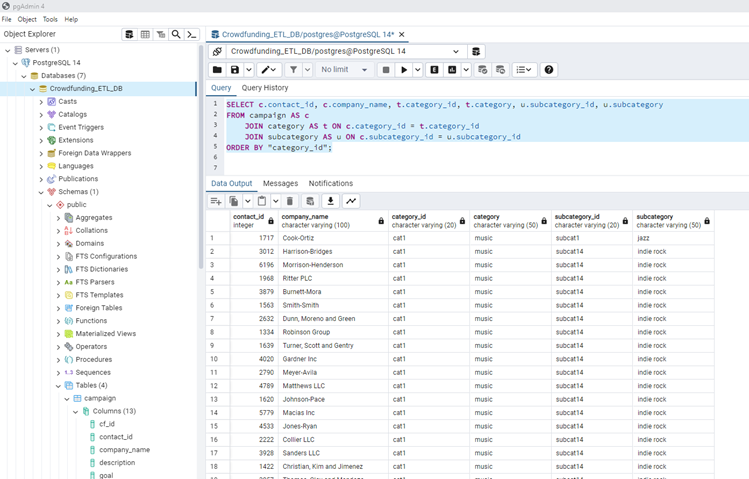 pgAdmin 4
File Object Tools Help
Object Explorer
Crowdfunding_ETL_DB/postgres@PostgreSQL 14*
Servers (1)
PostgreSQL 14
Databases (7)
Crowdfunding_ETL_DB
Casts
Catalogs
Event Triggers
Extensions
Foreign Data Wrappers
Languages
Publications
Schemas (1)
public
Aggregates
Collations
Domains
FTS Configurations
FTS Dictionaries
FTS Parsers
FTS Templates
Foreign Tables
Functions
Materialized Views
Operators
Procedures
Sequences
Tables (4)
campaign
Columns (13)
cf_id
contact_id
company_name
description
goal
Crowdfunding_ETL_DB/postgres@PostgreSQL 14
No limit
Query Query History
1 SELECT c.contact_id, c.company_name, t.category_id, t.category, u.subcategory_id, u.subcategory
2 FROM campaign AS c
3 JOIN category AS t ON c.category_id = t.category_id
4 JOIN subcategory AS u ON c.subcategory_id = u.subcategory_id
5 ORDER BY "category_id";
6
7
Data Output Messages Notifications
contact_id company_name category_id category subcategory_id subcategory
integer character varying (100) character varying (20) character varying (50) character varying (20) character varying (50)
1 1717 Cook-Ortiz cat1 music subcat1 jazz
2 3012 Harrison-Bridges cat1 music subcat14 indie rock
3 6196 Morrison-Henderson cat1 music subcat14 indie rock
4 1968 Ritter PLC cat1 music subcat14 indie rock
5 3879 Burnett-Mora cat1 music subcat14 indie rock
6 1563 Smith-Smith cat1 music subcat14 indie rock
7 2632 Dunn, Moreno and Green cat1 music subcat14 indie rock
8 1334 Robinson Group cat1 music subcat14 indie rock
9 1639 Turner, Scott and Gentry cat1 music subcat14 indie rock
10 4020 Gardner Inc cat1 music subcat14 indie rock
11 2790 Meyer-Avila cat1 music subcat14 indie rock
12 4789 Matthews LLC cat1 music subcat14 indie rock
13 1620 Johnson-Pace cat1 music subcat14 indie rock
14 5779 Macias Inc cat1 music subcat14 indie rock
15 4533 Jones-Ryan cat1 music subcat14 indie rock
16 2222 Collier LLC cat1 music subcat14 indie rock
17 3928 Sanders LLC cat1 music subcat14 indie rock
18 1422 Christian, Kim and Jimenez cat1 music subcat14 indie rock